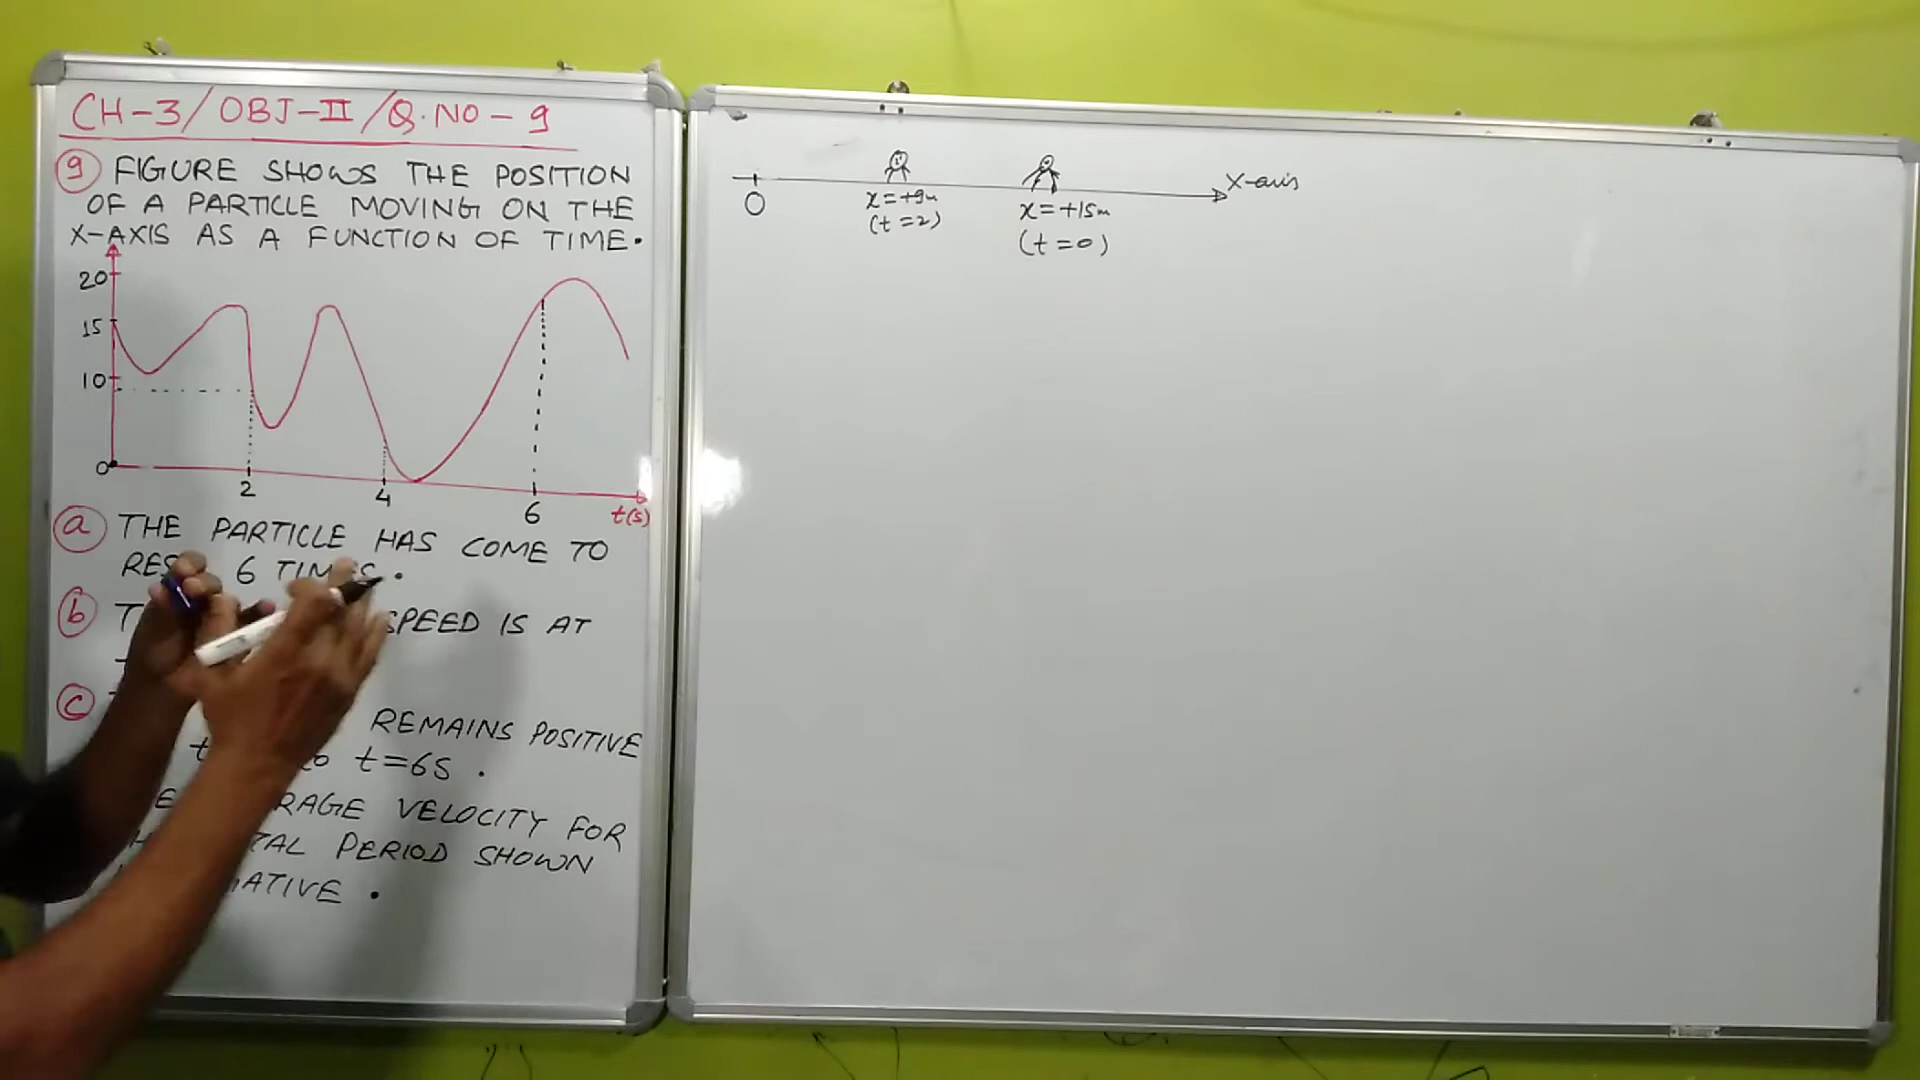 CH-3/OBJ-II/Q.NO-9
9 FIGURE SHOWS THE POSITION
OF A PARTICLE MOVING ON THE
X-AXIS AS A FUNCTION OF TIME.
20
15
10
0
2
4
6
t(s)
a THE PARTICLE HAS COME TO
6 TIMES.
b SPEED IS AT
c REMAINS POSITIVE
to t=6s.
VELOCITY FOR
PERIOD SHOWN
0
x=+9m
(t=2)
x=+15m
(t=0)
X-axis